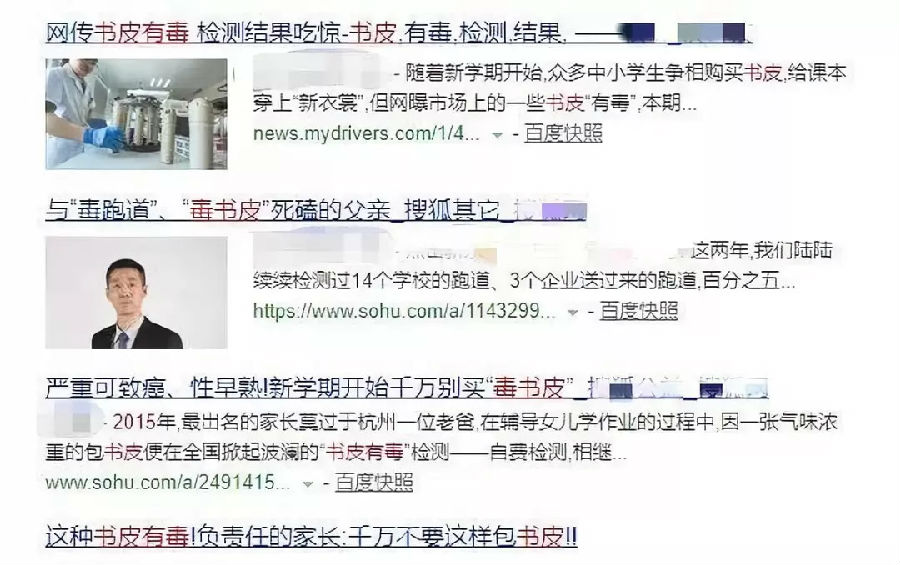 网传书皮有毒 检测结果吃惊-书皮,有毒,检测,结果, ——
- 随着新学期开始,众多中小学生争相购买书皮,给课本
穿上“新衣裳”,但网曝市场上的一些书皮“有毒”,本期...
news.mydrivers.com/1/4... - 百度快照
与“毒跑道”、“毒书皮”死磕的父亲_搜狐其它_
这两年,我们陆陆
续续检测过14个学校的跑道、3个企业送过来的跑道,百分之五...
https://www.sohu.com/a/1143299... - 百度快照
严重可致癌、性早熟!新学期开始千万别买“毒书皮”_
- 2015年,最出名的家长莫过于杭州一位老爸,在辅导女儿学作业的过程中,因一张气味浓
重的包书皮便在全国掀起波澜的“书皮有毒”检测——自费检测,相继...
www.sohu.com/a/2491415... - 百度快照
这种书皮有毒!负责任的家长:千万不要这样包书皮!!